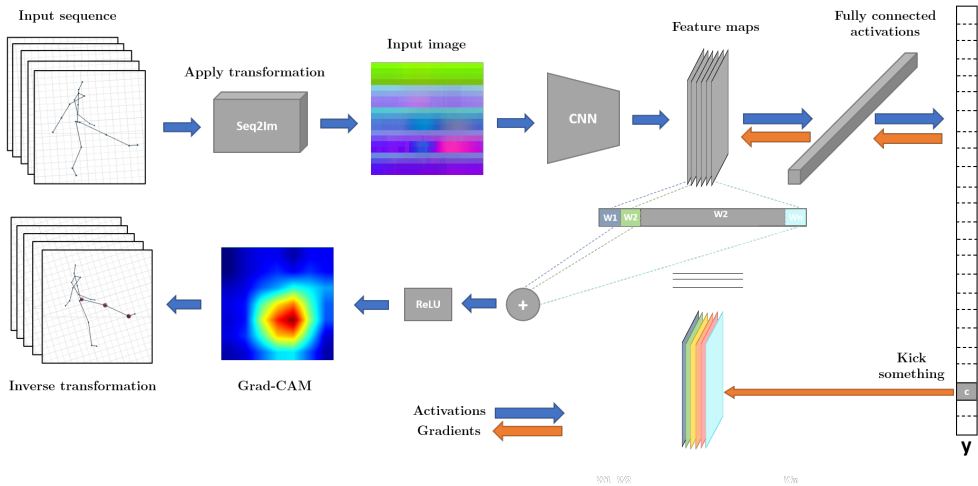 Input sequence
Apply transformation
Seq2Im
Input image
CNN
Feature maps
Fully connected
activations
W1
W2
W2
Wn
+
ReLU
Grad-CAM
Inverse transformation
Kick
something
c
Activations
Gradients
y